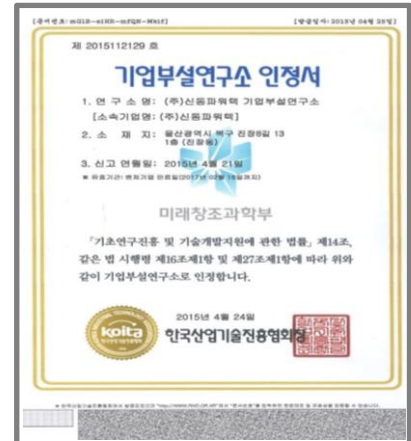 제 2015112129 호
기업부설연구소 인정서
1. 연 구 소 명: (주)신동파워텍 기업부설연구소
[소속기업명: (주)신동파워텍]
2. 소 재 지: 울산광역시 북구 진장8길 13
1층 (진장동)
3. 신고 연월일: 2015년 4월 21일
미래창조과학부
「기초연구진흥 및 기술개발지원에 관한 법률」제14조,
같은 법 시행령 제16조제1항 및 제27조제1항에 따라 위와
같이 기업부설연구소로 인정합니다.
2015년 4월 24일
koita
한국산업기술진흥협회장